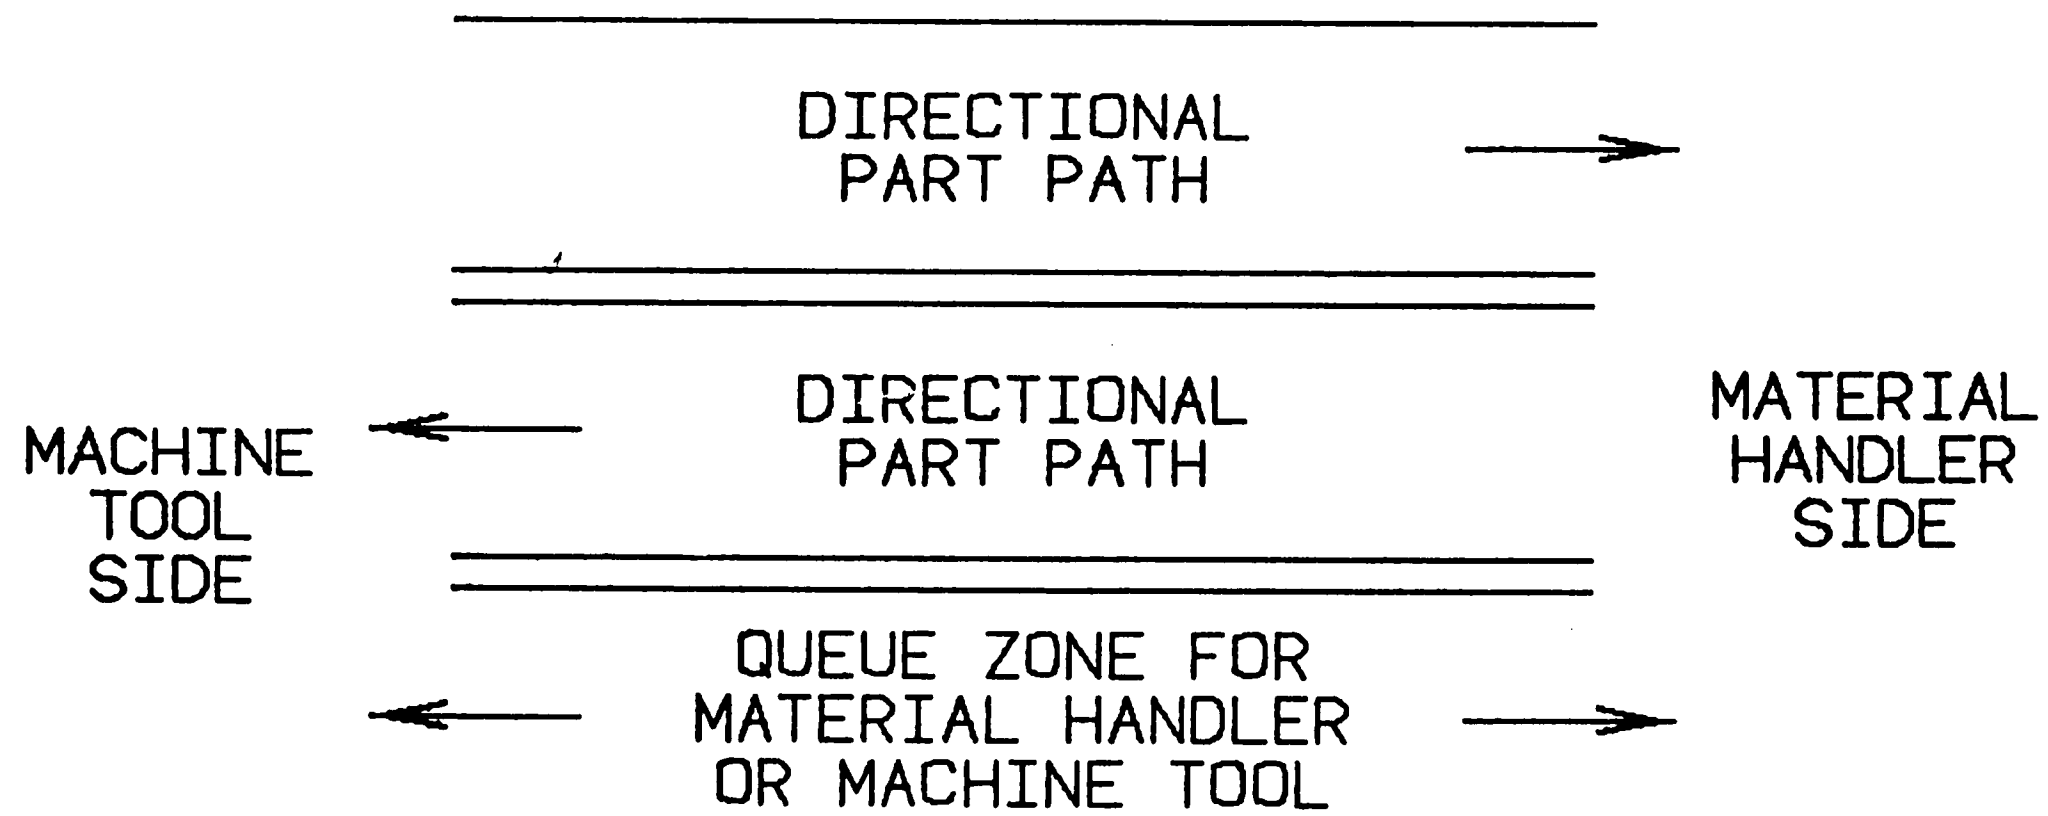 DIRECTIONAL
PART PATH
DIRECTIONAL
PART PATH
MACHINE
TOOL
SIDE
MATERIAL
HANDLER
SIDE
QUEUE ZONE FOR
MATERIAL HANDLER
OR MACHINE TOOL